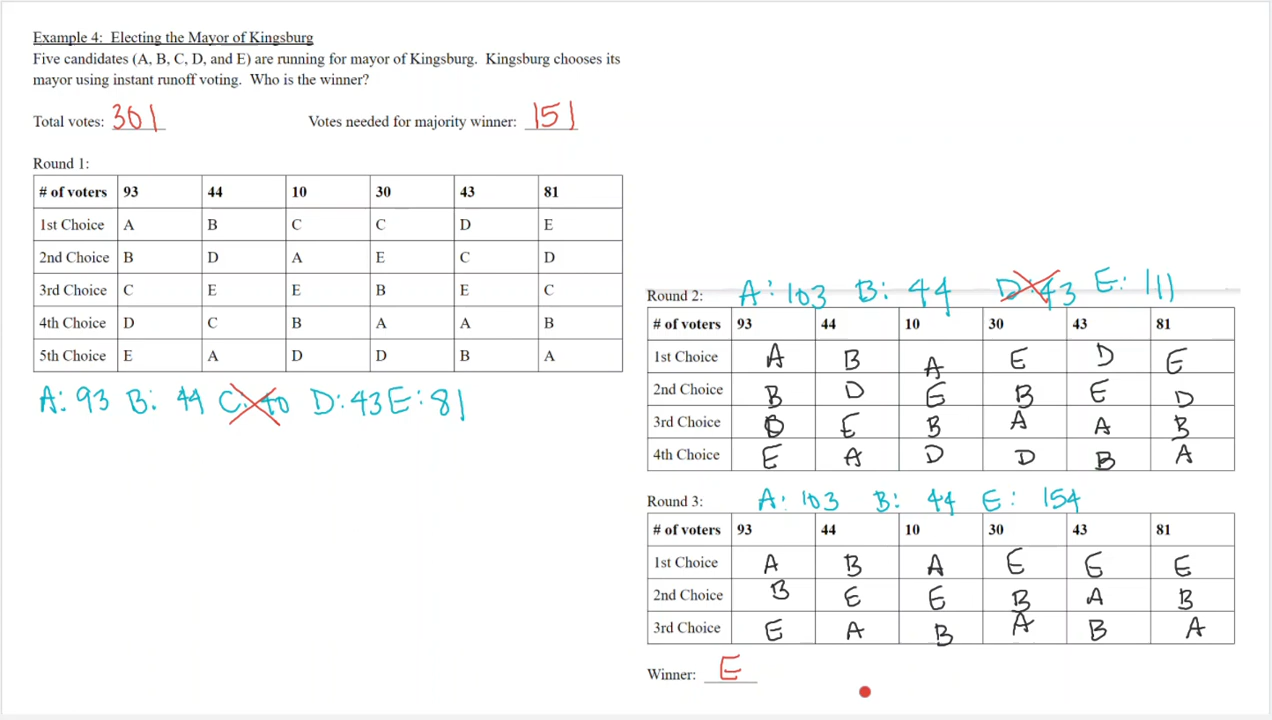 Example 4: Electing the Mayor of Kingsburg
Five candidates (A, B, C, D, and E) are running for mayor of Kingsburg. Kingsburg chooses its
mayor using instant runoff voting. Who is the winner?
Total votes: 301 Votes needed for majority winner: 151
Round 1:
# of voters 93 44 10 30 43 81
1st Choice A B C C D E
2nd Choice B D A E C D
3rd Choice C E E B E C
4th Choice D C B A A B
5th Choice E A D D B A
A: 93 B: 44 C: 40 D: 43 E: 81
Round 2: A: 103 B: 44 D: 43 E: 111
# of voters 93 44 10 30 43 81
1st Choice A B A E D E
2nd Choice B D E B E D
3rd Choice D E B A A B
4th Choice E A D D B A
Round 3: A: 103 B: 44 E: 154
# of voters 93 44 10 30 43 81
1st Choice A B A E E E
2nd Choice B E E B A B
3rd Choice E A B A B A
Winner: E